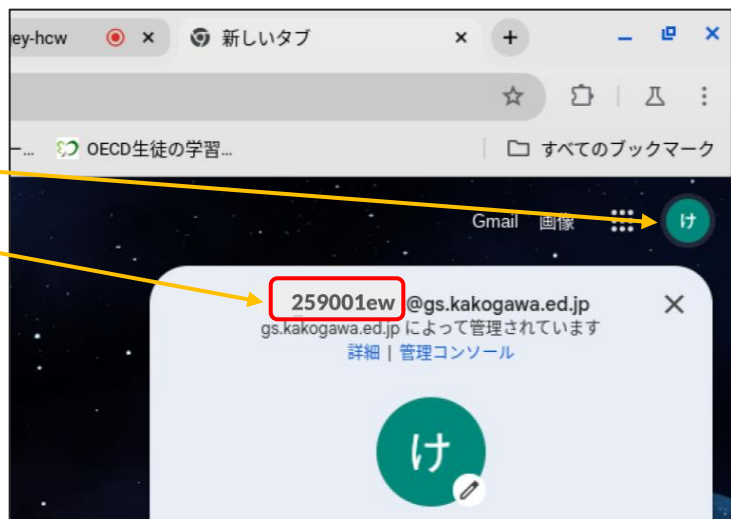 ey-hcw
新しいタブ
ー... OECD生徒の学習...
すべてのブックマーク
Gmail 画像 け
259001ew @gs.kakogawa.ed.jp
gs.kakogawa.ed.jp によって管理されています
詳細 | 管理コンソール
け